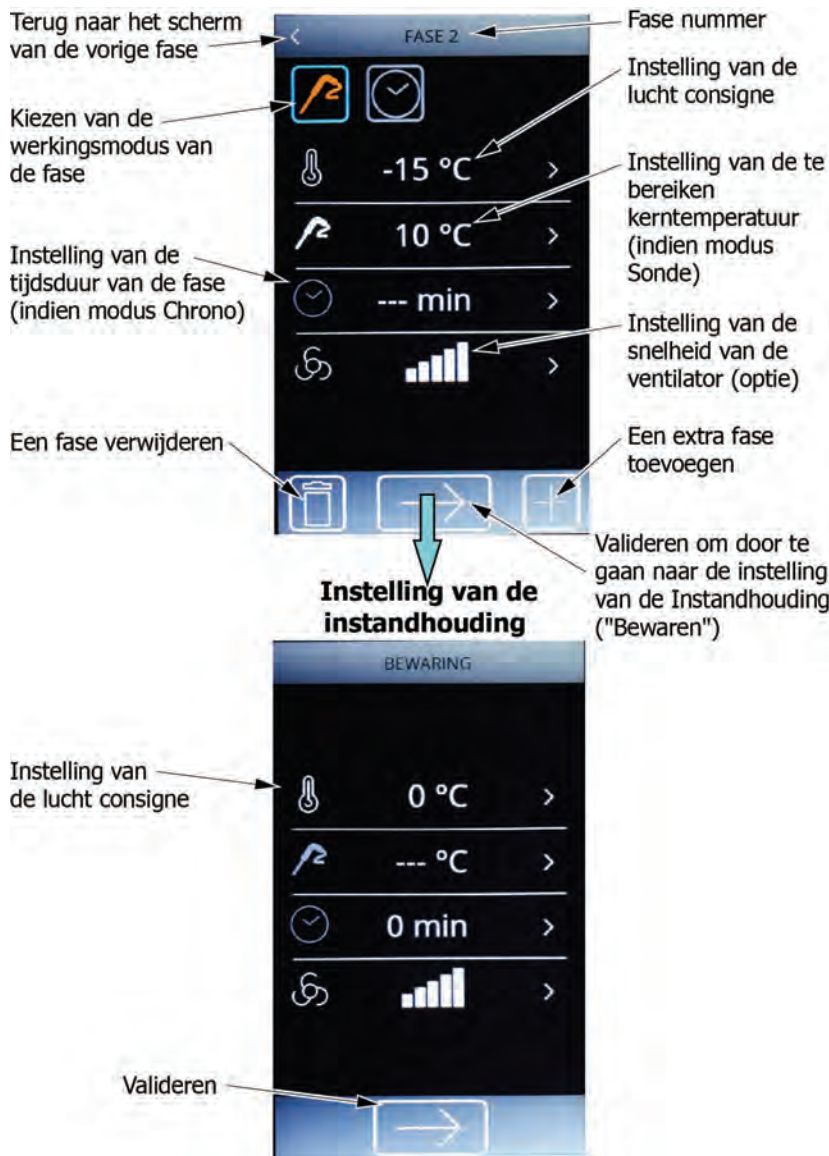 Terug naar het scherm
van de vorige fase
FASE 2
Fase nummer
Kiezen van de
werkingsmodus van
de fase
Instelling van de
lucht consigne
-15 °C
Instelling van de te
bereiken
kerntemperatuur
(indien modus
Sonde)
10 °C
Instelling van de
tijdsduur van de fase
(indien modus Chrono)
--- min
Instelling van de
snelheid van de
ventilator (optie)
Een fase verwijderen
Een extra fase
toevoegen
Valideren om door te
gaan naar de instelling
van de Instandhouding
("Bewaren")
Instelling van de
instandhouding
BEWARING
Instelling van
de lucht consigne
0 °C
--- °C
0 min
Valideren